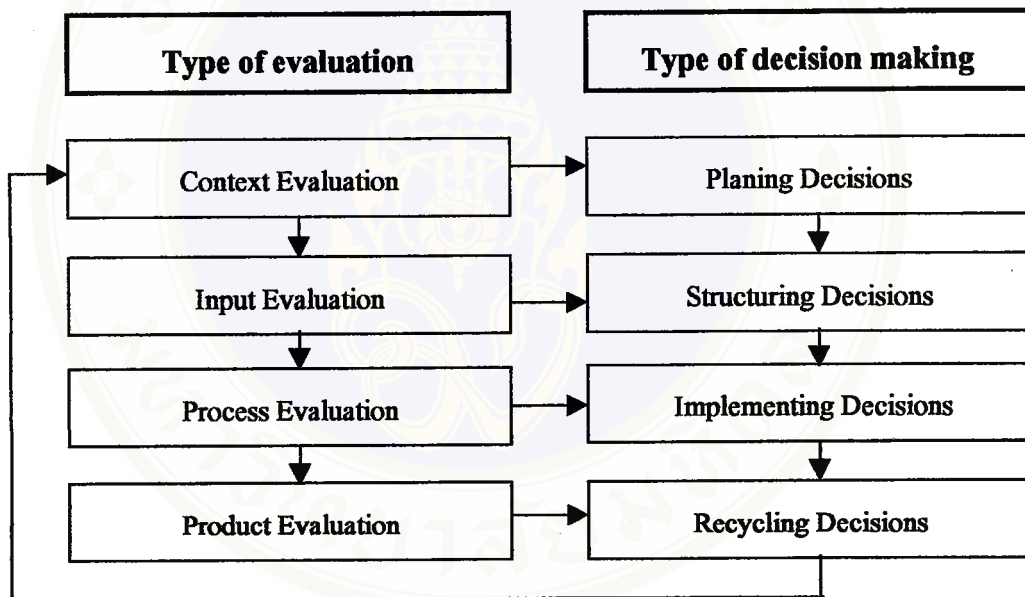 Type of evaluation
Type of decision making
Context Evaluation
Planing Decisions
Input Evaluation
Structuring Decisions
Process Evaluation
Implementing Decisions
Product Evaluation
Recycling Decisions